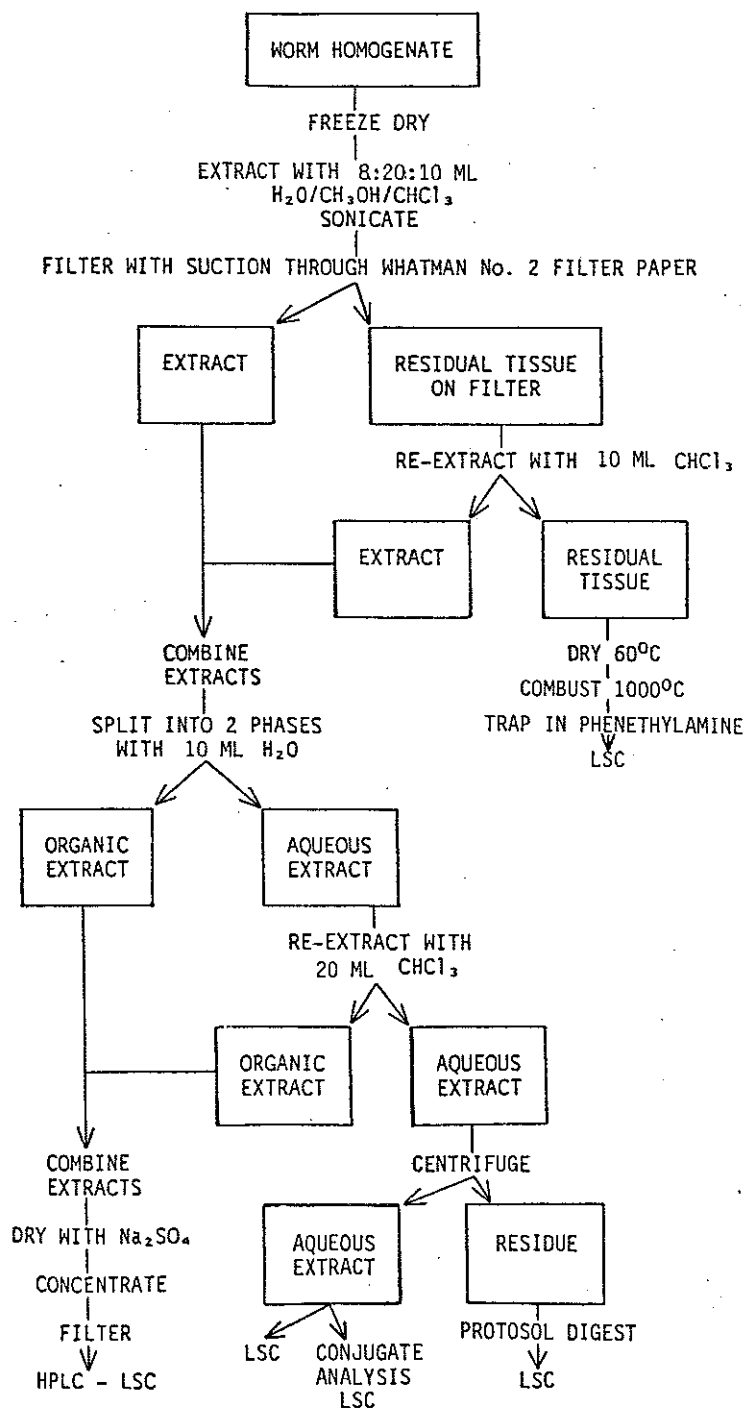 WORM HOMOGENATE
FREEZE DRY
EXTRACT WITH 8:20:10 ML
H₂O/CH₃OH/CHCl₃
SONICATE
FILTER WITH SUCTION THROUGH WHATMAN No. 2 FILTER PAPER
EXTRACT
RESIDUAL TISSUE
ON FILTER
RE-EXTRACT WITH 10 ML CHCl₃
EXTRACT
RESIDUAL
TISSUE
COMBINE
EXTRACTS
DRY 60⁰C
COMBUST 1000⁰C
TRAP IN PHENETHYLAMINE
LSC
SPLIT INTO 2 PHASES
WITH 10 ML H₂O
ORGANIC
EXTRACT
AQUEOUS
EXTRACT
RE-EXTRACT WITH
20 ML CHCl₃
ORGANIC
EXTRACT
AQUEOUS
EXTRACT
COMBINE
EXTRACTS
CENTRIFUGE
DRY WITH Na₂SO₄
CONCENTRATE
FILTER
HPLC - LSC
AQUEOUS
EXTRACT
RESIDUE
LSC
CONJUGATE
ANALYSIS
LSC
PROTOSOL DIGEST
LSC